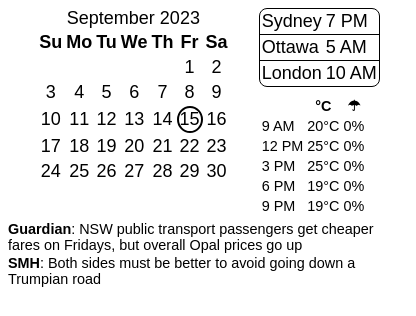 September 2023
Su Mo Tu We Th Fr Sa
1 2
3 4 5 6 7 8 9
10 11 12 13 14 15 16
17 18 19 20 21 22 23
24 25 26 27 28 29 30
Sydney 7 PM
Ottawa 5 AM
London 10 AM
°C ☂
9 AM 20°C 0%
12 PM 25°C 0%
3 PM 25°C 0%
6 PM 19°C 0%
9 PM 19°C 0%
Guardian: NSW public transport passengers get cheaper
fares on Fridays, but overall Opal prices go up
SMH: Both sides must be better to avoid going down a
Trumpian road